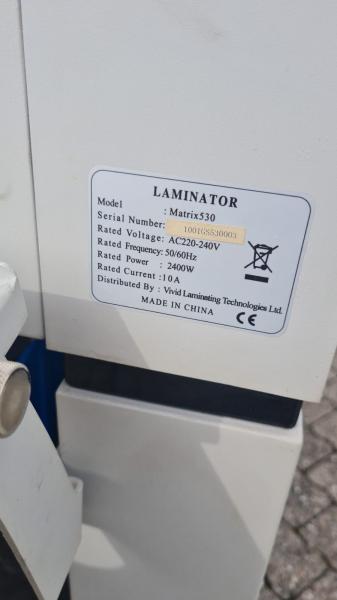 LAMINATOR
Model : Matrix530
Serial Number: 1001GS530003
Rated Voltage: AC220-240V
Rated Frequency: 50/60Hz
Rated Power : 2400W
Rated Current : 10A
Distributed By : Vivid Laminating Technologies Ltd.
MADE IN CHINA CE